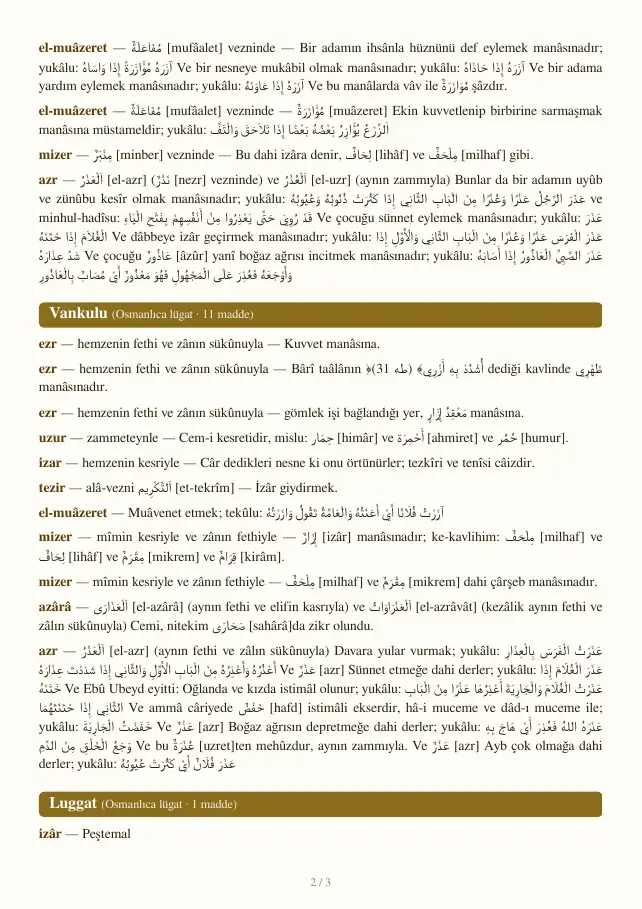 el-muâzeret — مُفَاعَلَةٌ [mufâalet] vezninde — Bir adamın ihsânla hüznünü def eylemek manâsınadır;
yukâlu: آزَرَهُ مُؤَازَرَةً إِذَا وَاسَاهُ Ve bir nesneye mukâbil olmak manâsınadır; yukâlu: آزَرَهُ إِذَا حَاذَاهُ Ve bir adama
yardım eylemek manâsınadır; yukâlu: آزَرَهُ إِذَا عَاوَنَهُ Ve bu manâlarda vâv ile مُوَازَرَةٌ şâzdır.
el-muâzeret — مُفَاعَلَةٌ [mufâalet] vezninde — مُؤَازَرَةٌ [muâzeret] Ekin kuvvetlenip birbirine sarmaşmak
manâsına müstameldir; yukâlu: اَلزَّرْعُ يُؤَازِرُ بَعْضُهُ بَعْضًا إِذَا تَلَاحَقَ وَالْتَفَّ
mizer — مِنْبَرٌ [minber] vezninde — Bu dahi izâra denir, لِحَافٌ [lihâf] ve مِلْحَفٌ [milhaf] gibi.
azr — اَلْعَذْرُ [el-azr] (نَذْرٌ [nezr] vezninde) ve اَلْعُذْرُ [el-uzr] (aynın zammıyla) Bunlar da bir adamın uyûb
ve zünûbu kesîr olmak manâsınadır; yukâlu: عَذَرَ الرَّجُلُ عَذْرًا وَعُذْرًا مِنَ الْبَابِ الثَّانِي إِذَا كَثُرَتْ ذُنُوبُهُ وَعُيُوبُهُ ve
minhul-hadîsu: قَدْ رُوِيَ حَتَّى يَعْذِرُوا مِنْ أَنْفُسِهِمْ بِفَتْحِ الْيَاءِ Ve çocuğu sünnet eylemek manâsınadır; yukâlu: عَذَرَ
الْغُلَامَ إِذَا خَتَنَهُ Ve dâbbeye izâr geçirmek manâsınadır; yukâlu: عَذَرَ الْفَرَسَ عَذْرًا وَعُذْرًا مِنَ الْبَابِ الثَّانِي وَالْأَوَّلِ إِذَا
شَدَّ عِذَارَهُ Ve çocuğu عَاذُورٌ [âzûr] yanî boğaz ağrısı incitmek manâsınadır; yukâlu: عَذَرَ الصَّبِيَّ الْعَاذُورُ إِذَا أَصَابَهُ
وَأَوْجَعَهُ فَعُذِرَ عَلَى الْمَجْهُولِ فَهُوَ مَعْذُورٌ أَيْ مُصَابٌ بِالْعَاذُورِ
Vankulu (Osmanlıca lügat · 11 madde)
ezr — hemzenin fethi ve zânın sükûnuyla — Kuvvet manâsına.
ezr — hemzenin fethi ve zânın sükûnuyla — Bârî taâlânın ﴿أُشْدُدْ بِهِ أَزْرِي﴾ (طه 31) dediği kavlinde ظَهْرِي
manâsınadır.
ezr — hemzenin fethi ve zânın sükûnuyla — gömlek işi bağlandığı yer, مَعْقِدُ إِزَارٍ manâsına.
uzur — zammeteynle — Cem-i kesretidir, mislu: حِمَار [himâr] ve أَحْمِرَة [ahmiret] ve حُمُر [humur].
izar — hemzenin kesriyle — Câr dedikleri nesne ki onu örtünürler; tezkîri ve tenîsi câizdir.
tezir — alâ-vezni اَلتَّكْرِيم [et-tekrîm] — İzâr giydirmek.
el-muâzeret — Muâvenet etmek; tekûlu: آزَرْتُ فُلَانًا أَيْ أَعَنْتُهُ وَالْعَامَّةُ تَقُولُ وَازَرْتُهُ
mizer — mîmin kesriyle ve zânın fethiyle — إِزَارٌ [izâr] manâsınadır; ke-kavlihim: مِلْحَفٌ [milhaf] ve
لِحَافٌ [lihâf] ve مِقْرَمٌ [mikrem] ve قِرَامٌ [kirâm].
mizer — mîmin kesriyle ve zânın fethiyle — مِلْحَفٌ [milhaf] ve مِقْرَمٌ [mikrem] dahi çârşeb manâsınadır.
azârâ — اَلْعَذَارَى [el-azârâ] (aynın fethi ve elifin kasrıyla) ve اَلْعَذْرَاوَاتُ [el-azrâvât] (kezâlik aynın fethi ve
zâlın sükûnuyla) Cemi, nitekim صَحَارَى [sahârâ]da zikr olundu.
azr — اَلْعَذْرُ [el-azr] (aynın fethi ve zâlın sükûnuyla) Davara yular vurmak; yukâlu: عَذَرْتُ الْفَرَسَ بِالْعِذَارِ
أَعْذُرُهُ وَأَعْذِرُهُ مِنَ الْبَابِ الْأَوَّلِ وَالثَّانِي إِذَا شَدَدْتَ عِذَارَهُ Ve عَذْرٌ [azr] Sünnet etmeğe dahi derler; yukâlu: عَذَرَ الْغُلَامَ إِذَا
خَتَنَهُ Ve Ebû Ubeyd eyitti: Oğlanda ve kızda istimâl olunur; yukâlu: عَذَرْتُ الْغُلَامَ وَالْجَارِيَةَ أَعْذِرُهَا عَذْرًا مِنَ الْبَابِ
الثَّانِي إِذَا خَتَنْتَهُمَا Ve ammâ câriyede خَفْضٌ [hafd] istimâli ekserdir, hâ-i muceme ve dâd-ı muceme ile;
yukâlu: خَفَضْتُ الْجَارِيَةَ Ve عَذْرٌ [azr] Boğaz ağrısın depretmeğe dahi derler; yukâlu: عَذَرَهُ اللهُ فَعُذِرَ أَيْ هَاجَ بِهِ
وَجَعُ الْحَلْقِ مِنَ الدَّمِ Ve bu عُذْرَةٌ [uzret]ten mehûzdur, aynın zammıyla. Ve عَذْرٌ [azr] Ayb çok olmağa dahi
derler; yukâlu: عَذَرَ فُلَانٌ أَيْ كَثُرَتْ عُيُوبُهُ
Luggat (Osmanlıca lügat · 1 madde)
izâr — Peştemal
2 / 3